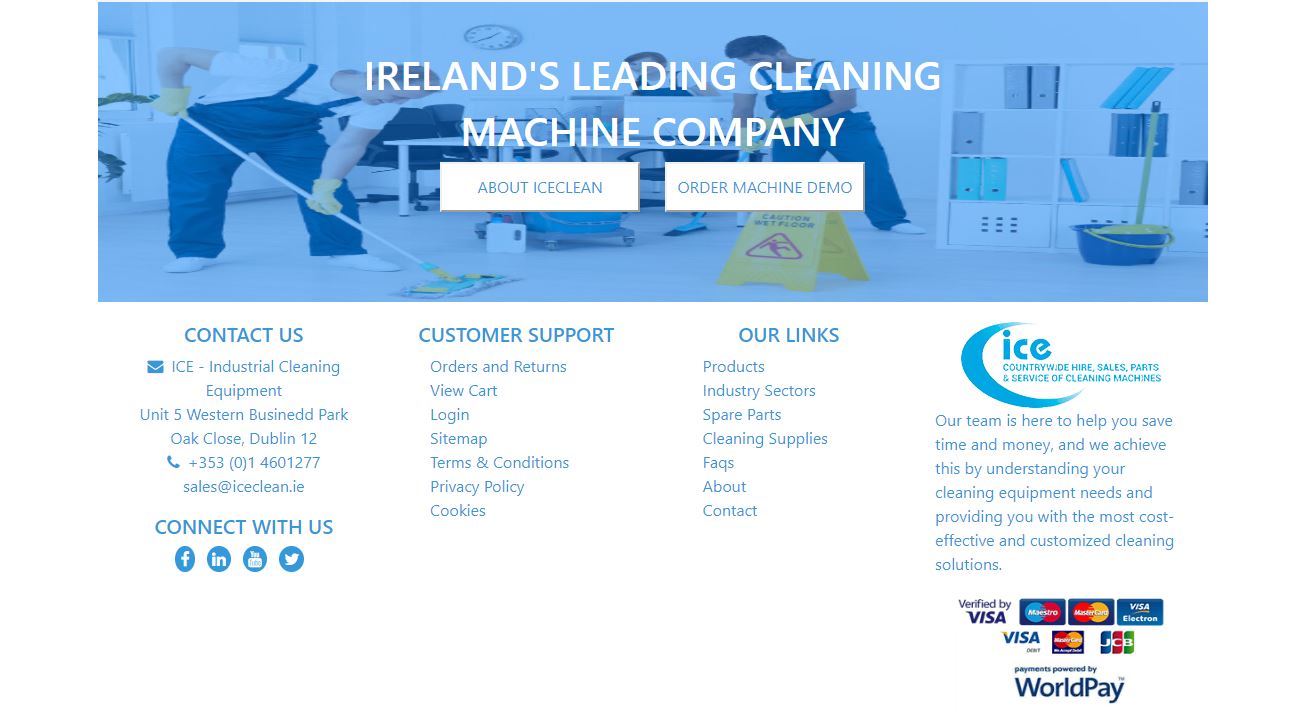 IRELAND'S LEADING CLEANING
MACHINE COMPANY
ABOUT ICECLEAN
ORDER MACHINE DEMO
CAUTION
WET FLOOR
CONTACT US
ICE - Industrial Cleaning
Equipment
Unit 5 Western Businedd Park
Oak Close, Dublin 12
+353 (0)1 4601277
sales@iceclean.ie
CONNECT WITH US
You
Tube
CUSTOMER SUPPORT
Orders and Returns
View Cart
Login
Sitemap
Terms & Conditions
Privacy Policy
Cookies
OUR LINKS
Products
Industry Sectors
Spare Parts
Cleaning Supplies
Faqs
About
Contact
ice
COUNTRYWIDE HIRE, SALES, PARTS
& SERVICE OF CLEANING MACHINES
Our team is here to help you save
time and money, and we achieve
this by understanding your
cleaning equipment needs and
providing you with the most cost-
effective and customized cleaning
solutions.
Verified by
VISA
Maestro
MasterCard
VISA
Electron
VISA
DEBIT
MasterCard
We Accept Debit
JCB
payments powered by
WorldPay™